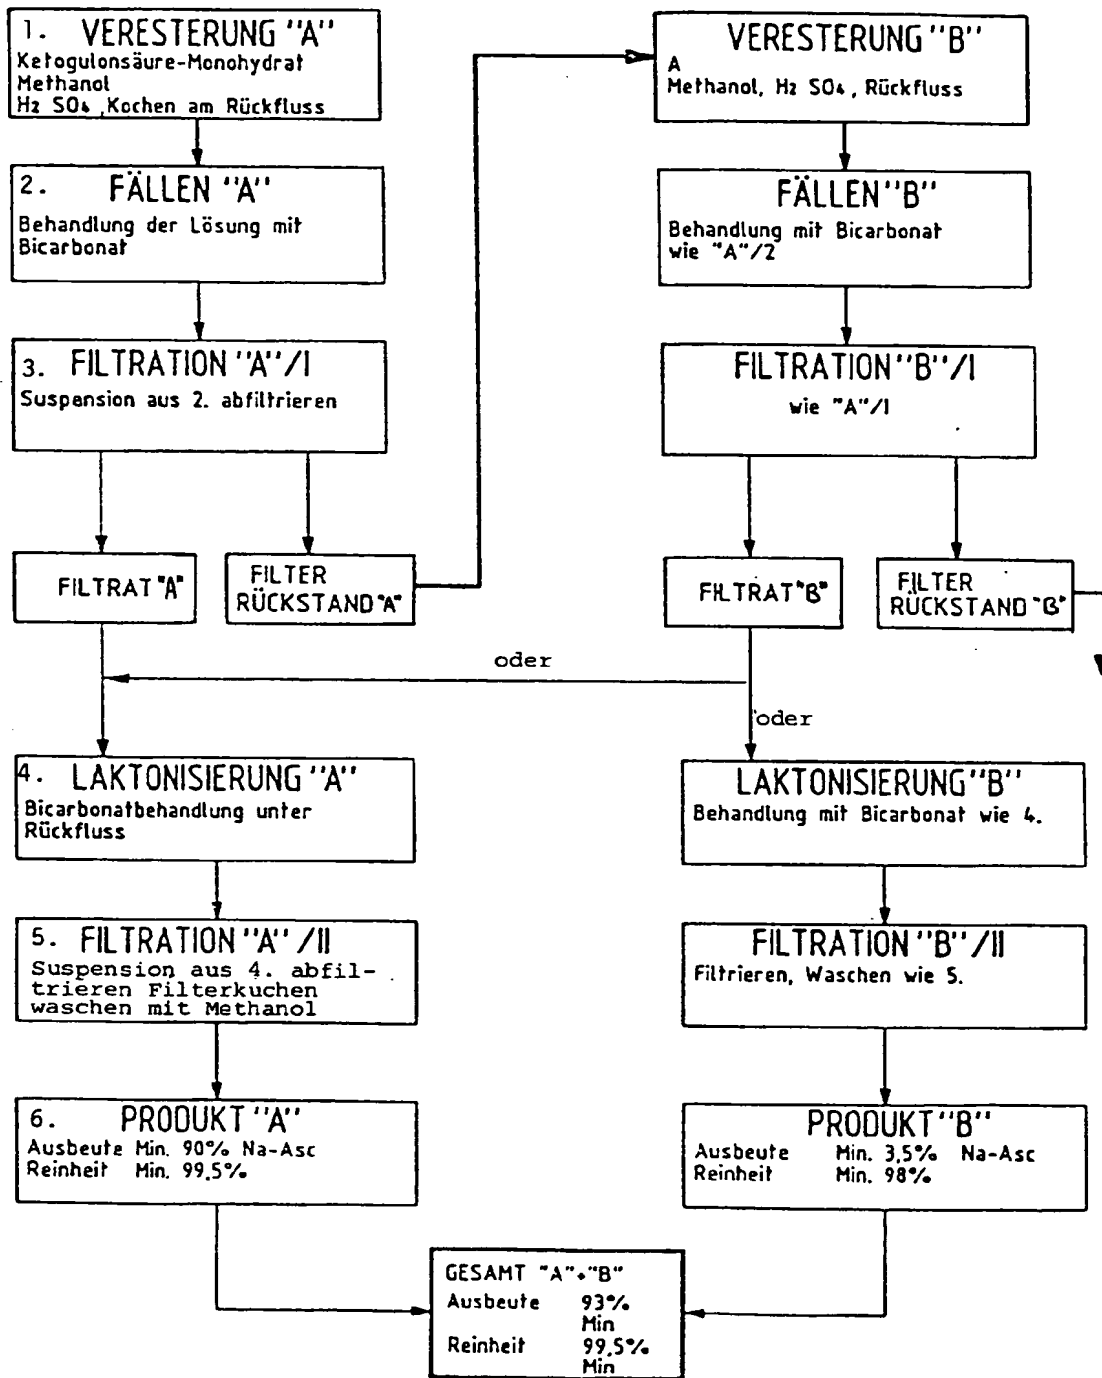 1. VERESTERUNG "A"
Ketogulonsäure-Monohydrat
Methanol
H₂ SO₄, Kochen am Rückfluss
2. FÄLLEN "A"
Behandlung der Lösung mit
Bicarbonat
3. FILTRATION "A"/I
Suspension aus 2. abfiltrieren
FILTRAT "A"
FILTER
RÜCKSTAND "A"
VERESTERUNG "B"
A
Methanol, H₂ SO₄, Rückfluss
FÄLLEN "B"
Behandlung mit Bicarbonat
wie "A"/2
FILTRATION "B"/I
wie "A"/I
FILTRAT "B"
FILTER
RÜCKSTAND "B"
oder
oder
4. LAKTONISIERUNG "A"
Bicarbonatbehandlung unter
Rückfluss
5. FILTRATION "A" /II
Suspension aus 4. abfil-
trieren Filterkuchen
waschen mit Methanol
6. PRODUKT "A"
Ausbeute Min. 90% Na-Asc
Reinheit Min. 99,5%
LAKTONISIERUNG "B"
Behandlung mit Bicarbonat wie 4.
FILTRATION "B"/II
Filtrieren, Waschen wie 5.
PRODUKT "B"
Ausbeute Min. 3,5% Na-Asc
Reinheit Min. 98%
GESAMT "A"+"B"
Ausbeute 93%
Min
Reinheit 99,5%
Min